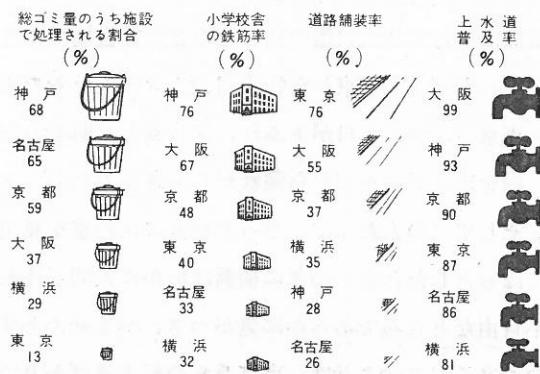 総ゴミ量のうち施設
で処理される割合
(%)
神戸
68
名古屋
65
京都
59
大阪
37
横浜
29
東京
13
小学校舎
の鉄筋率
(%)
神戸
76
大阪
67
京都
48
東京
40
名古屋
33
横浜
32
道路舗装率
(%)
東京
76
大阪
55
京都
37
横浜
35
神戸
28
名古屋
26
上水道
普及率
(%)
大阪
99
神戸
93
京都
90
東京
87
名古屋
86
横浜
81